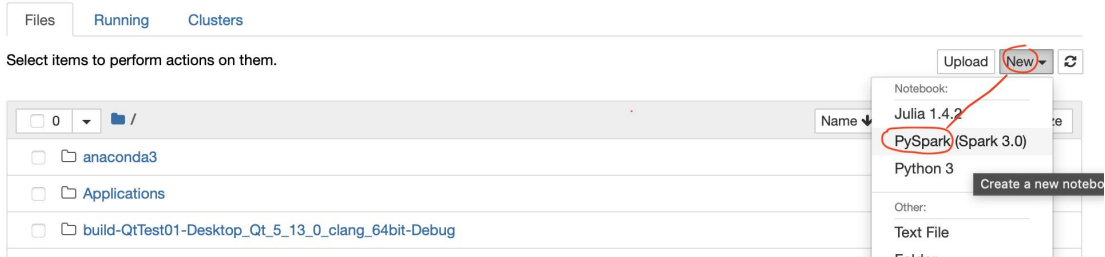 Files Running Clusters
Select items to perform actions on them.
Upload New
Notebook:
0 / Name
Julia 1.4.2
PySpark (Spark 3.0)
anaconda3
Python 3
Create a new notebo
Applications
Other:
build-QtTest01-Desktop_Qt_5_13_0_clang_64bit-Debug
Text File